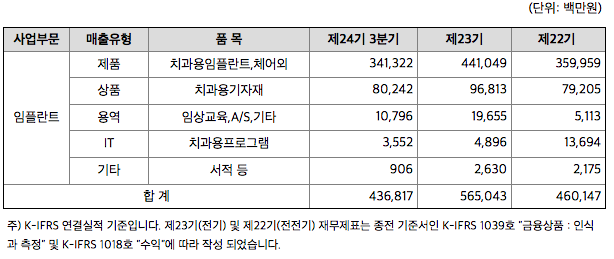 (단위: 백만원)
사업부문 매출유형 품 목 제24기 3분기 제23기 제22기
임플란트 제품 치과용임플란트,체어외 341,322 441,049 359,959
상품 치과용기자재 80,242 96,813 79,205
용역 임상교육,A/S,기타 10,796 19,655 5,113
IT 치과용프로그램 3,552 4,896 13,694
기타 서적 등 906 2,630 2,175
합 계 436,817 565,043 460,147
주) K-IFRS 연결실적 기준입니다. 제23기(전기) 및 제22기(전전기) 재무제표는 종전 기준서인 K-IFRS 1039호 "금융상품 : 인식
과 측정" 및 K-IFRS 1018호 "수익"에 따라 작성 되었습니다.